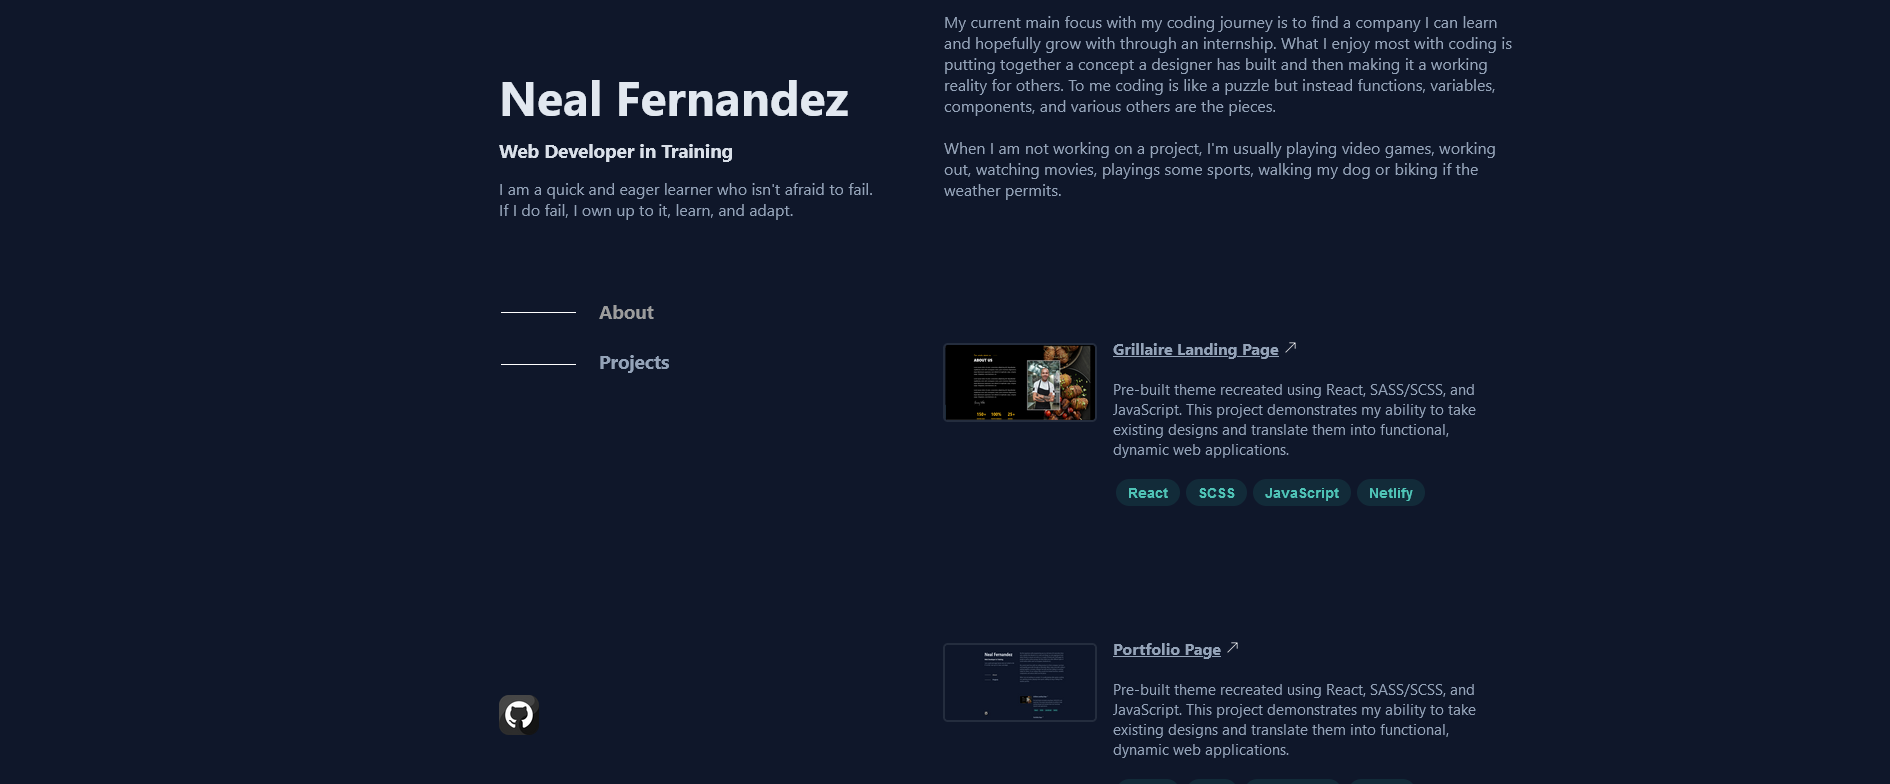 Neal Fernandez
Web Developer in Training
I am a quick and eager learner who isn't afraid to fail.
If I do fail, I own up to it, learn, and adapt.
About
Projects
My current main focus with my coding journey is to find a company I can learn
and hopefully grow with through an internship. What I enjoy most with coding is
putting together a concept a designer has built and then making it a working
reality for others. To me coding is like a puzzle but instead functions, variables,
components, and various others are the pieces.
When I am not working on a project, I'm usually playing video games, working
out, watching movies, playings some sports, walking my dog or biking if the
weather permits.
ABOUT US
150+ 100% 25+
Grillaire Landing Page
Pre-built theme recreated using React, SASS/SCSS, and
JavaScript. This project demonstrates my ability to take
existing designs and translate them into functional,
dynamic web applications.
React SCSS JavaScript Netlify
Neal Fernandez
Portfolio Page
Pre-built theme recreated using React, SASS/SCSS, and
JavaScript. This project demonstrates my ability to take
existing designs and translate them into functional,
dynamic web applications.